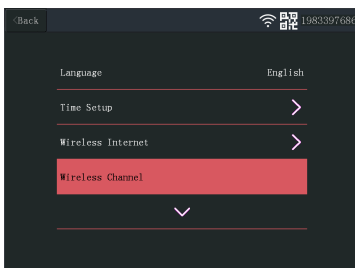 <Back
1983397686
Language English
Time Setup
Wireless Internet
Wireless Channel